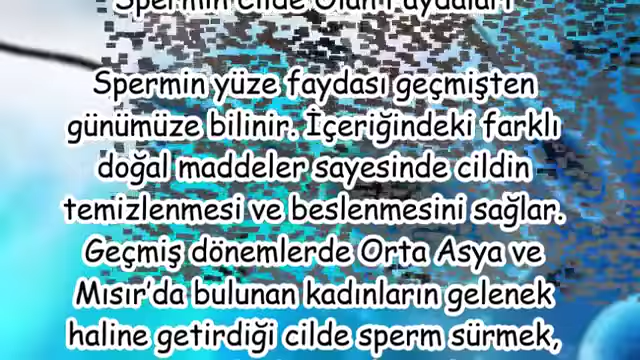 Spermin Cilde Olan Faydaları
Spermin yüze faydası geçmişten
günümüze bilinir. İçeriğindeki farklı
doğal maddeler sayesinde cildin
temizlenmesi ve beslenmesini sağlar.
Geçmiş dönemlerde Orta Asya ve
Mısır’da bulunan kadınların gelenek
haline getirdiği cilde sperm sürmek,